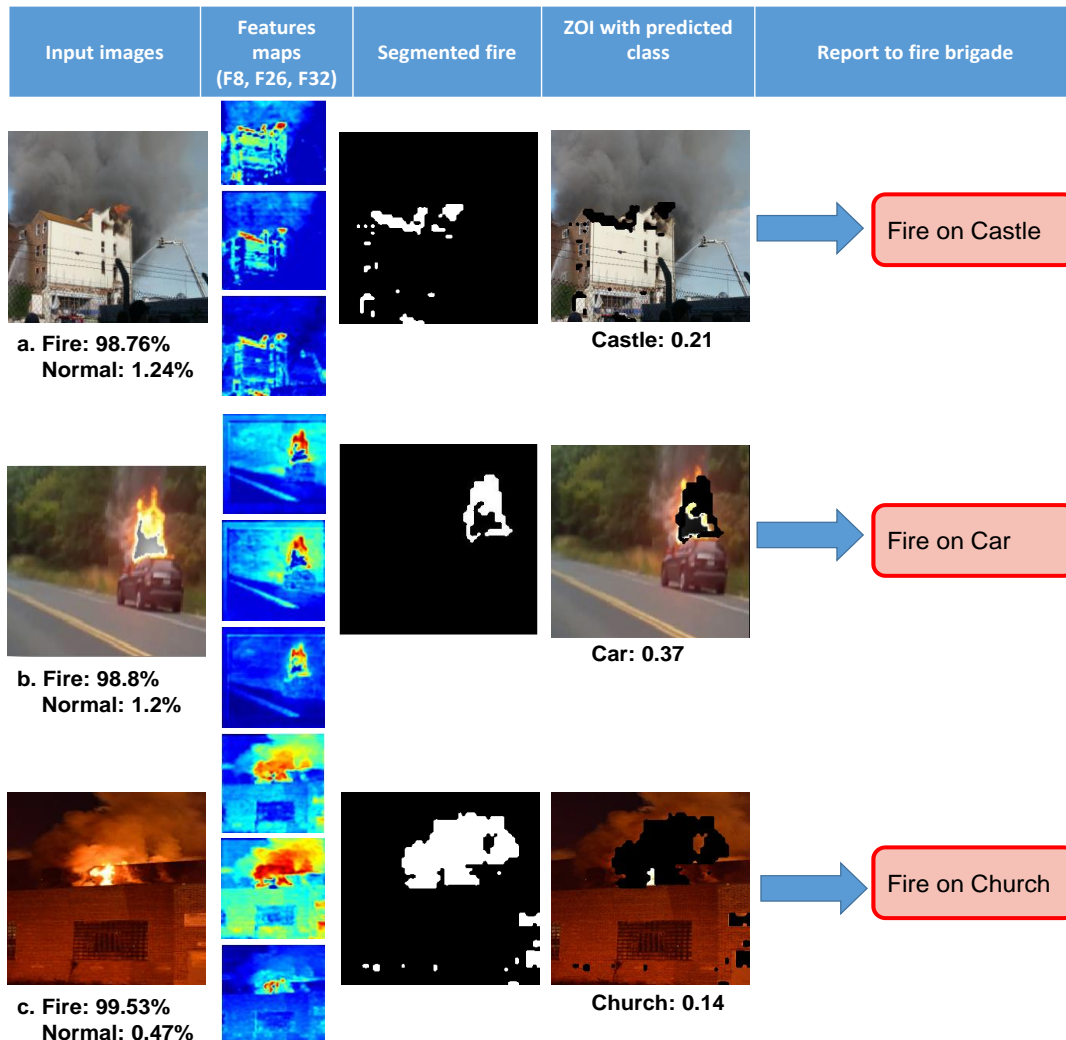 Input images
Features
maps
(F8, F26, F32)
Segmented fire
ZOI with predicted
class
Report to fire brigade
a. Fire: 98.76%
Normal: 1.24%
Castle: 0.21
Fire on Castle
b. Fire: 98.8%
Normal: 1.2%
Car: 0.37
Fire on Car
c. Fire: 99.53%
Normal: 0.47%
Church: 0.14
Fire on Church